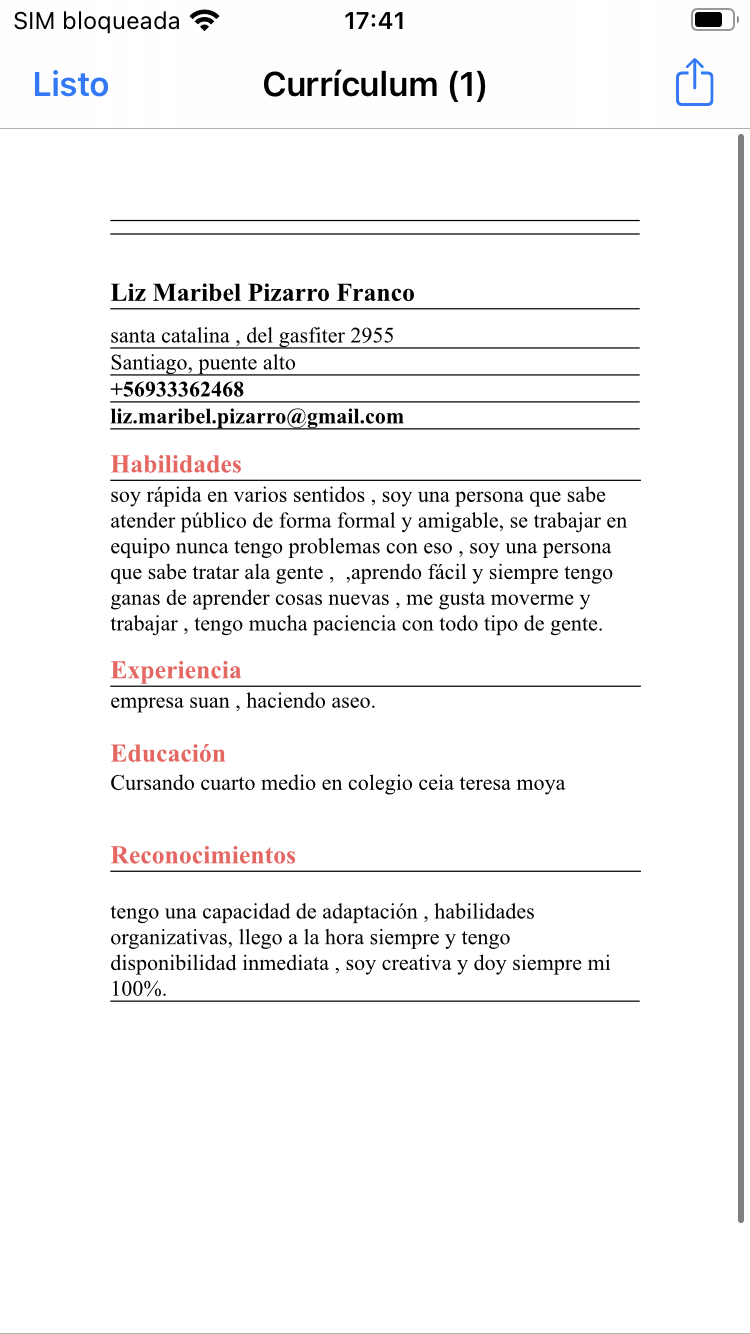 SIM bloqueada
17:41
Listo
Currículum (1)
Liz Maribel Pizarro Franco
santa catalina , del gasfiter 2955
Santiago, puente alto
+56933362468
liz.maribel.pizarro@gmail.com
Habilidades
soy rápida en varios sentidos , soy una persona que sabe
atender público de forma formal y amigable, se trabajar en
equipo nunca tengo problemas con eso , soy una persona
que sabe tratar ala gente ,  ,aprendo fácil y siempre tengo
ganas de aprender cosas nuevas , me gusta moverme y
trabajar , tengo mucha paciencia con todo tipo de gente.
Experiencia
empresa suan , haciendo aseo.
Educación
Cursando cuarto medio en colegio ceia teresa moya
Reconocimientos
tengo una capacidad de adaptación , habilidades
organizativas, llego a la hora siempre y tengo
disponibilidad inmediata , soy creativa y doy siempre mi
100%.